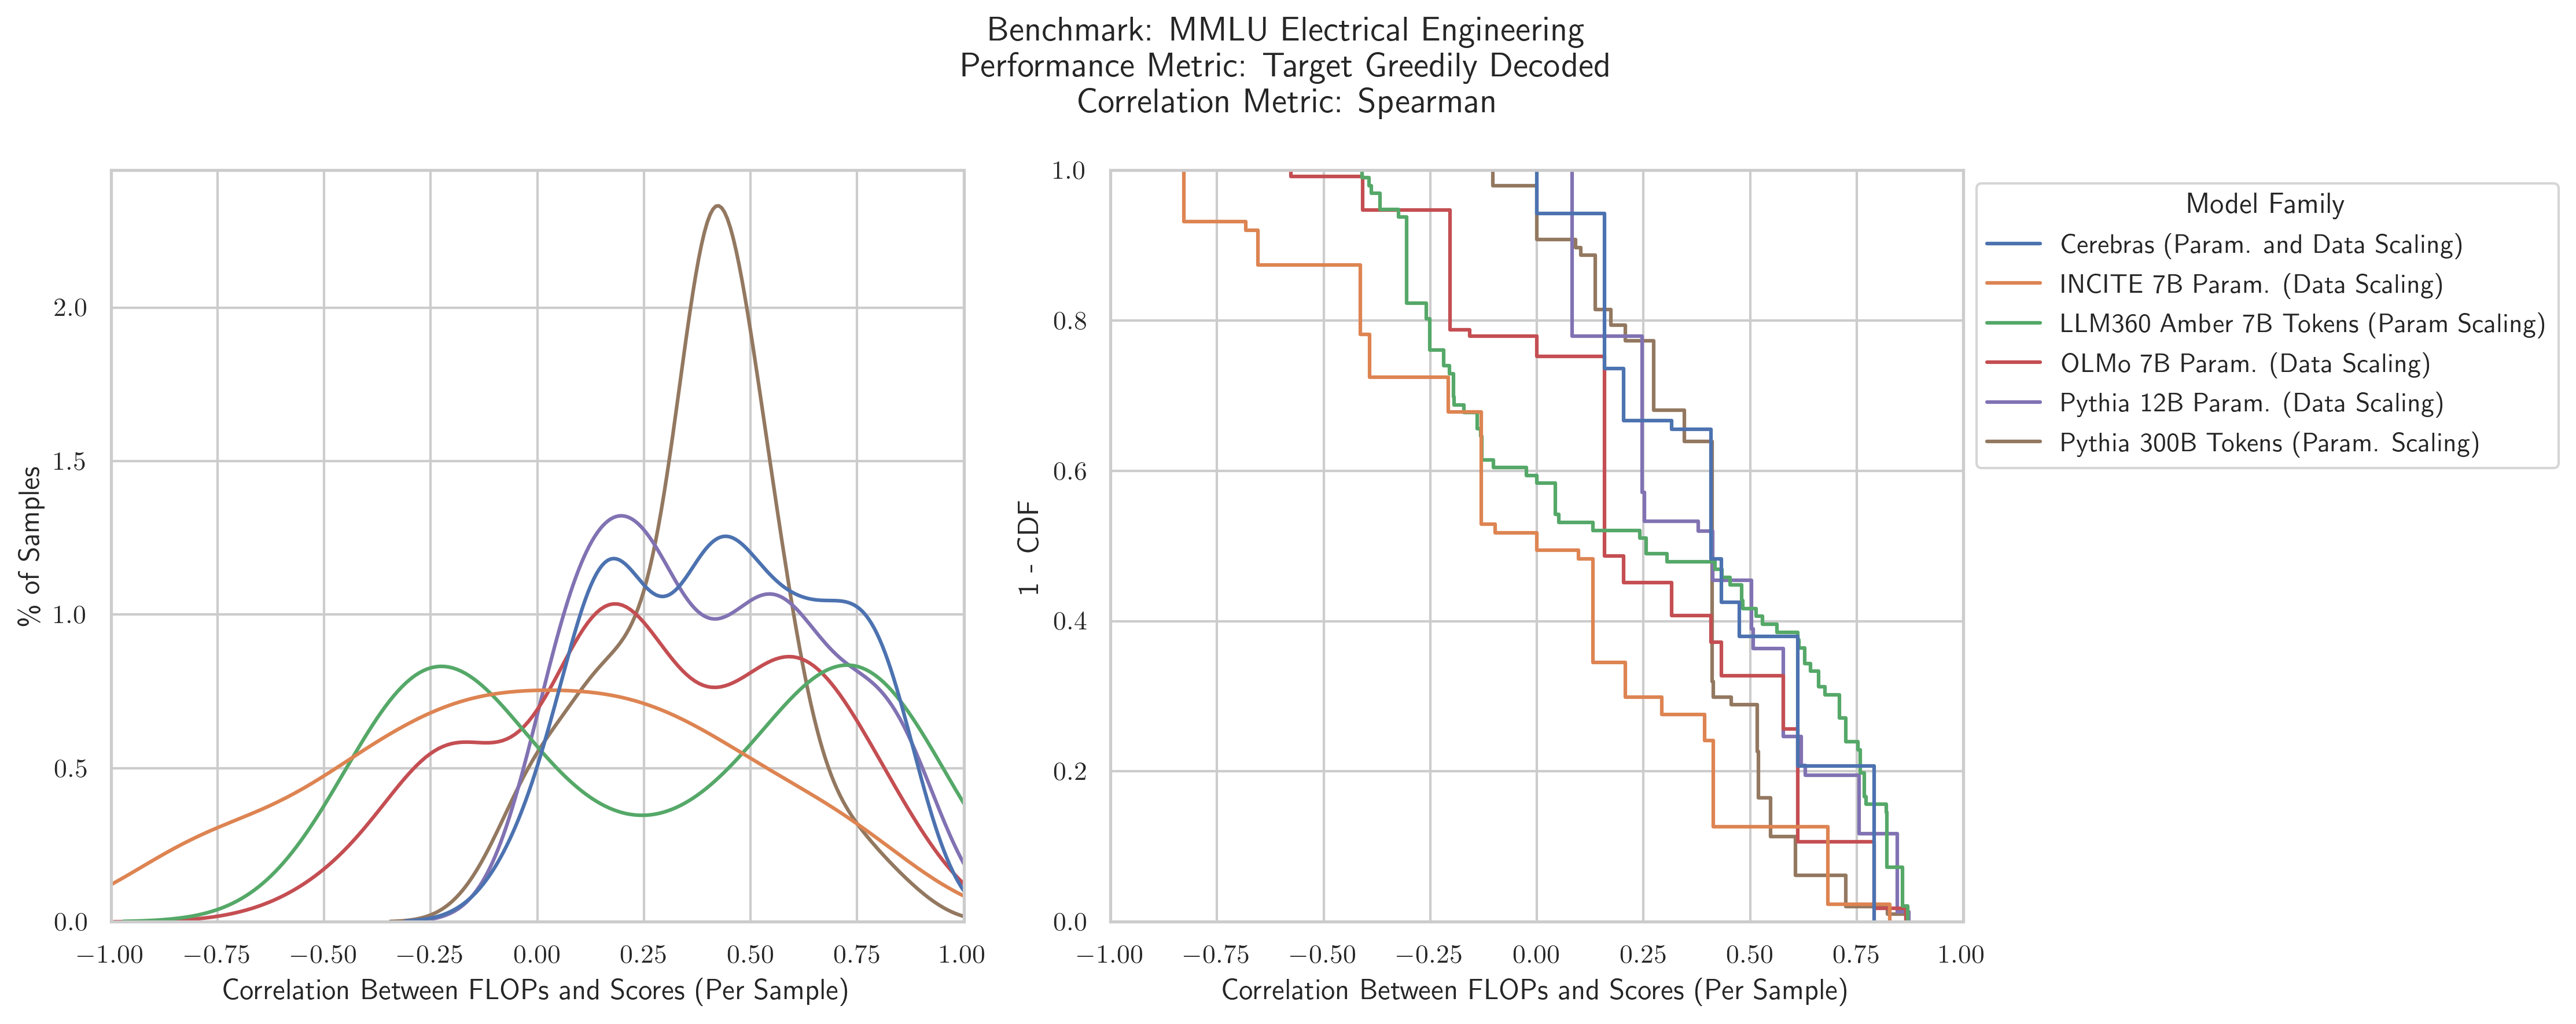 Benchmark: MMLU Electrical Engineering
Performance Metric: Target Greedily Decoded
Correlation Metric: Spearman
% of Samples
2.0
1.5
1.0
0.5
0.0
−1.00 −0.75 −0.50 −0.25 0.00 0.25 0.50 0.75 1.00
Correlation Between FLOPs and Scores (Per Sample)
1 - CDF
1.0
0.8
0.6
0.4
0.2
0.0
−1.00 −0.75 −0.50 −0.25 0.00 0.25 0.50 0.75 1.00
Correlation Between FLOPs and Scores (Per Sample)
Model Family
Cerebras (Param. and Data Scaling)
INCITE 7B Param. (Data Scaling)
LLM360 Amber 7B Tokens (Param Scaling)
OLMo 7B Param. (Data Scaling)
Pythia 12B Param. (Data Scaling)
Pythia 300B Tokens (Param. Scaling)